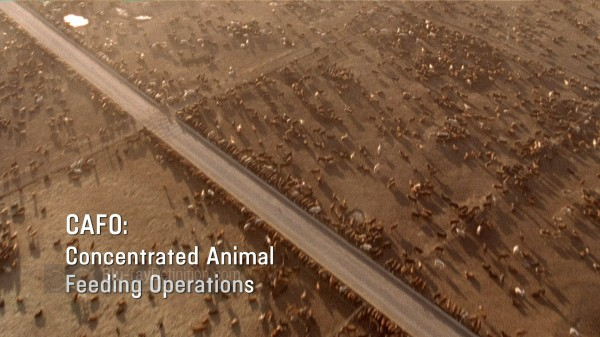 CAFO:
Concentrated Animal
Feeding Operations